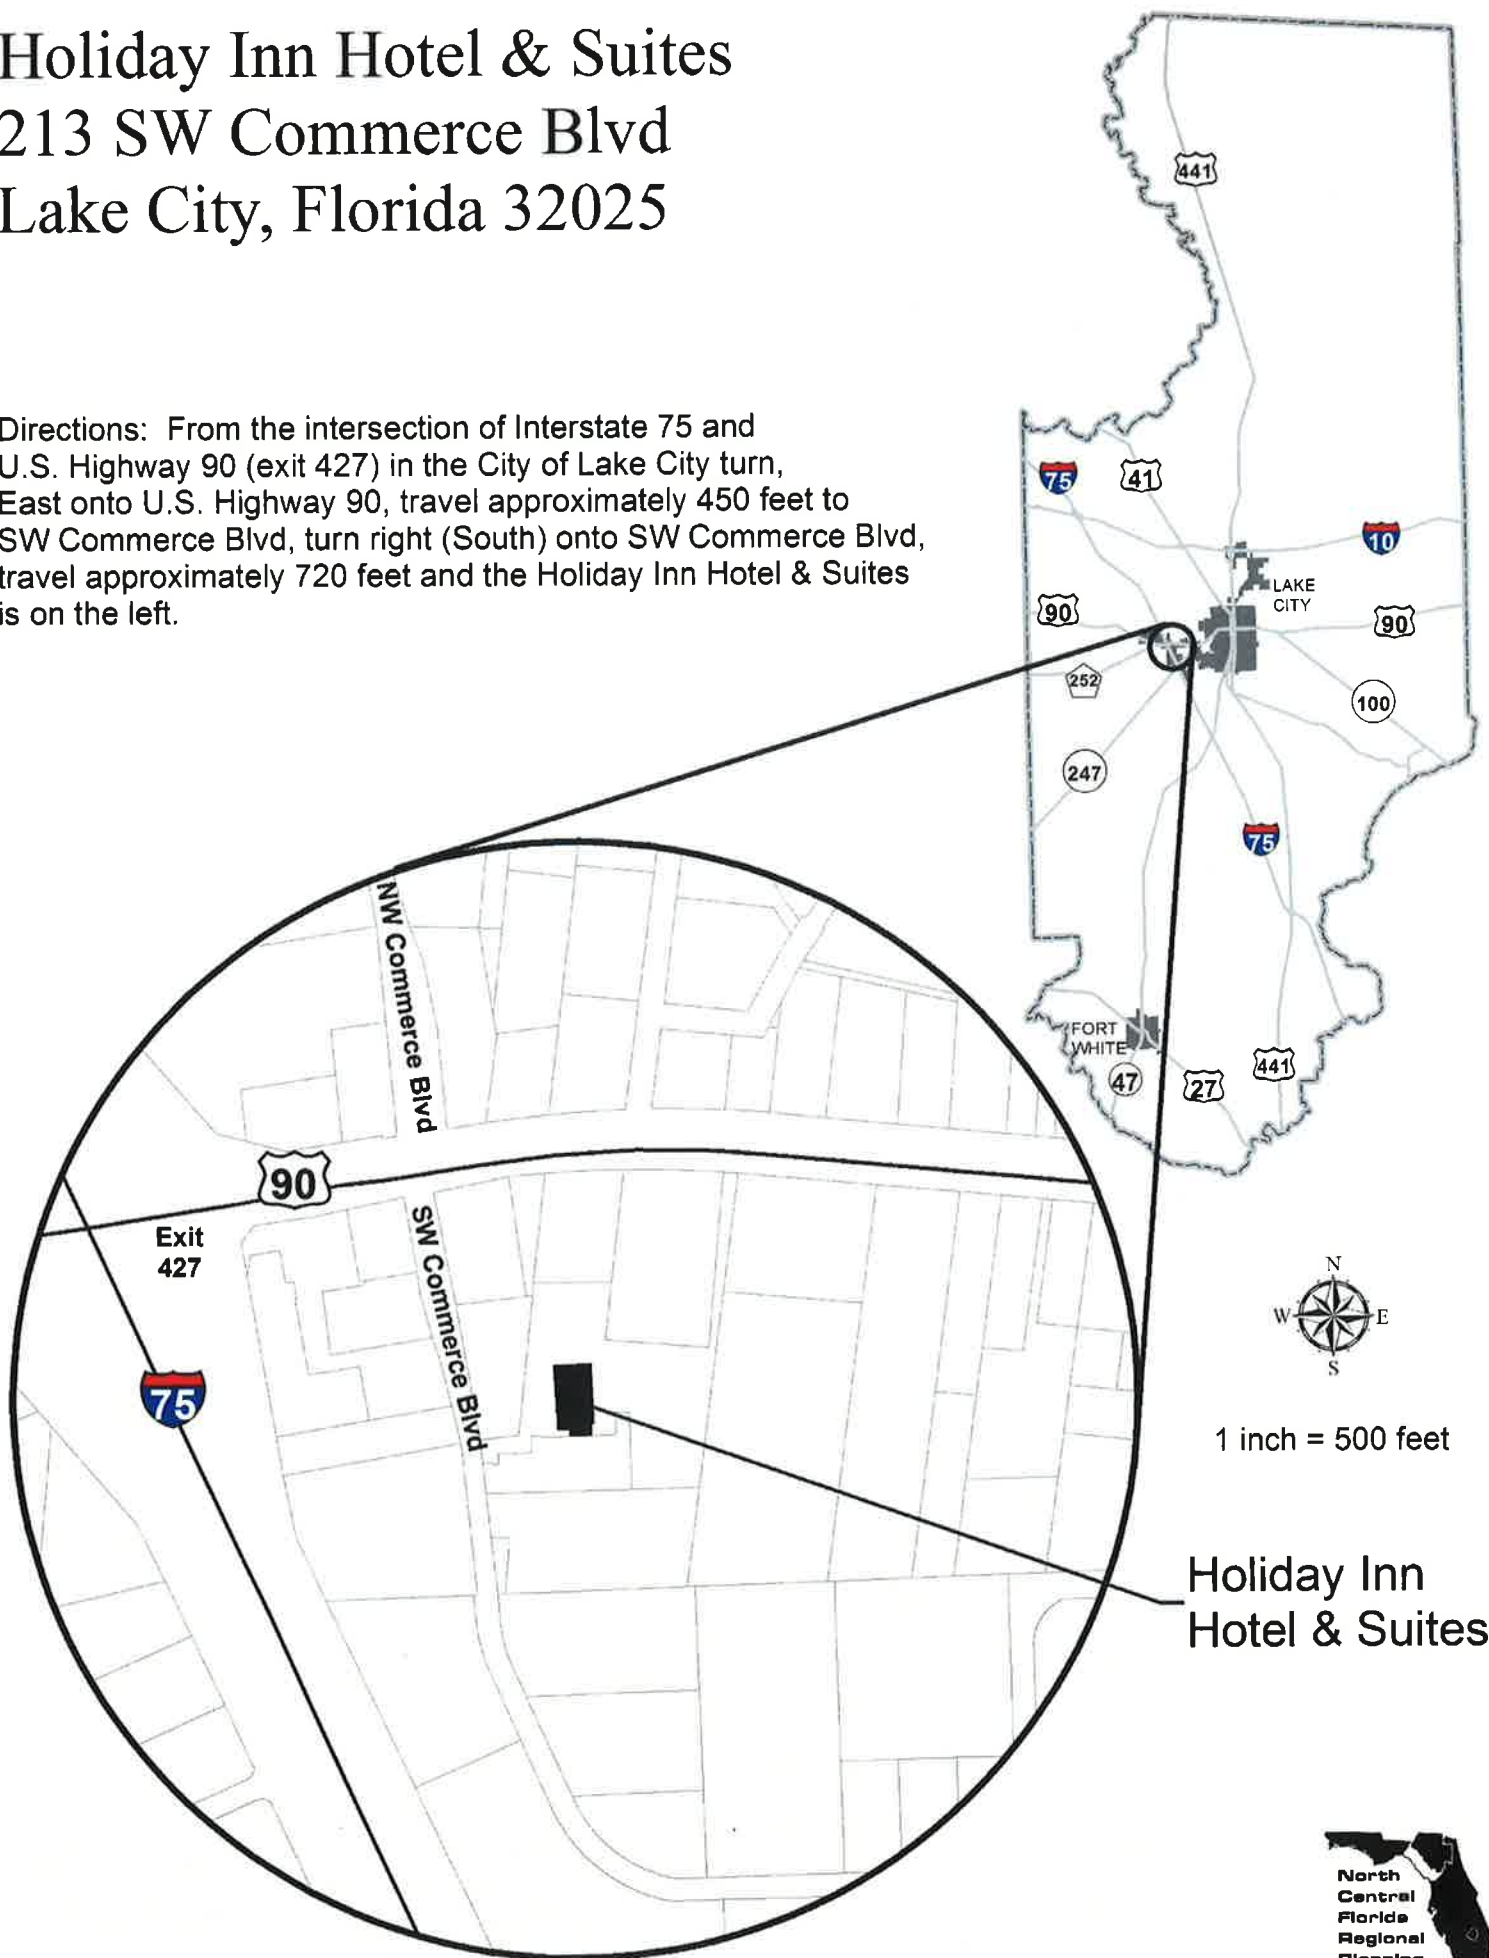 Holiday Inn Hotel & Suites
213 SW Commerce Blvd
Lake City, Florida 32025
Directions: From the intersection of Interstate 75 and
U.S. Highway 90 (exit 427) in the City of Lake City turn,
East onto U.S. Highway 90, travel approximately 450 feet to
SW Commerce Blvd, turn right (South) onto SW Commerce Blvd,
travel approximately 720 feet and the Holiday Inn Hotel & Suites
is on the left.
441
75
41
10
LAKE
CITY
90
90
252
100
247
75
FORT
WHITE
47
27
441
NW Commerce Blvd
90
Exit
427
SW Commerce Blvd
75
N
W
E
S
1 inch = 500 feet
Holiday Inn
Hotel & Suites
North
Central
Florida
Regional
Planning